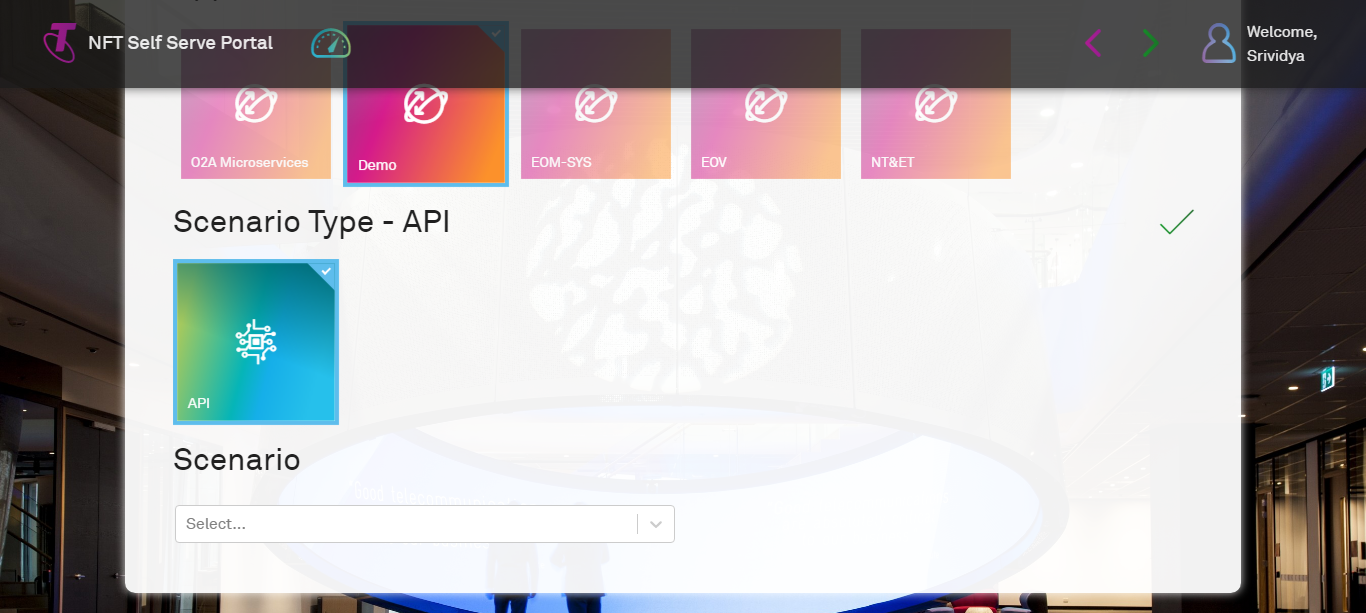 NFT Self Serve Portal
Welcome,
Srividya
O2A Microservices
Demo
EOM-SYS
EOV
NT&ET
Scenario Type - API
API
Scenario
Select...